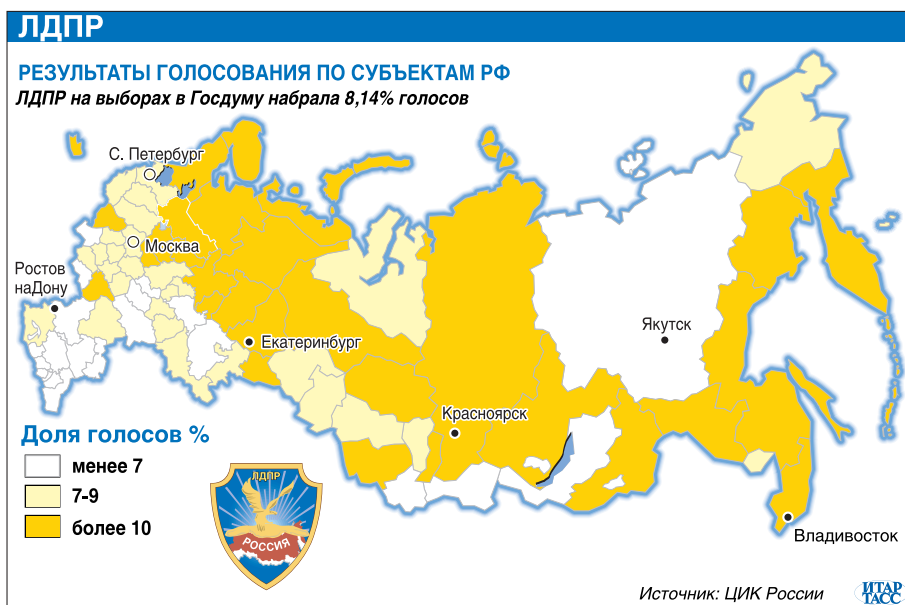 ЛДПР
РЕЗУЛЬТАТЫ ГОЛОСОВАНИЯ ПО СУБЪЕКТАМ РФ
ЛДПР на выборах в Госдуму набрала 8,14% голосов
С. Петербург
Москва
Ростов
наДону
Екатеринбург
Якутск
Красноярск
Владивосток
Доля голосов %
менее 7
7-9
более 10
ЛДПР
РОССИЯ
Источник: ЦИК России
ИТАР
ТАСС